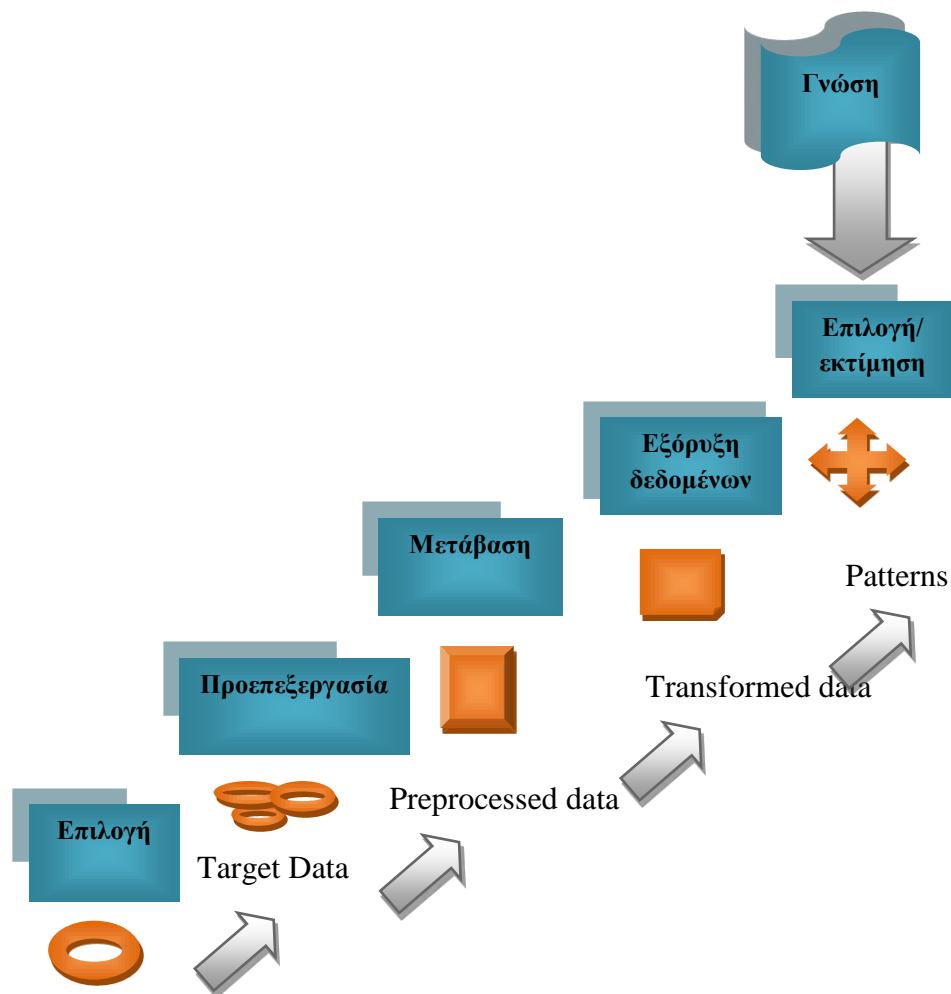 Γνώση
Επιλογή/
εκτίμηση
Εξόρυξη
δεδομένων
Μετάβαση
Patterns
Προεπεξεργασία
Transformed data
Preprocessed data
Επιλογή
Target Data